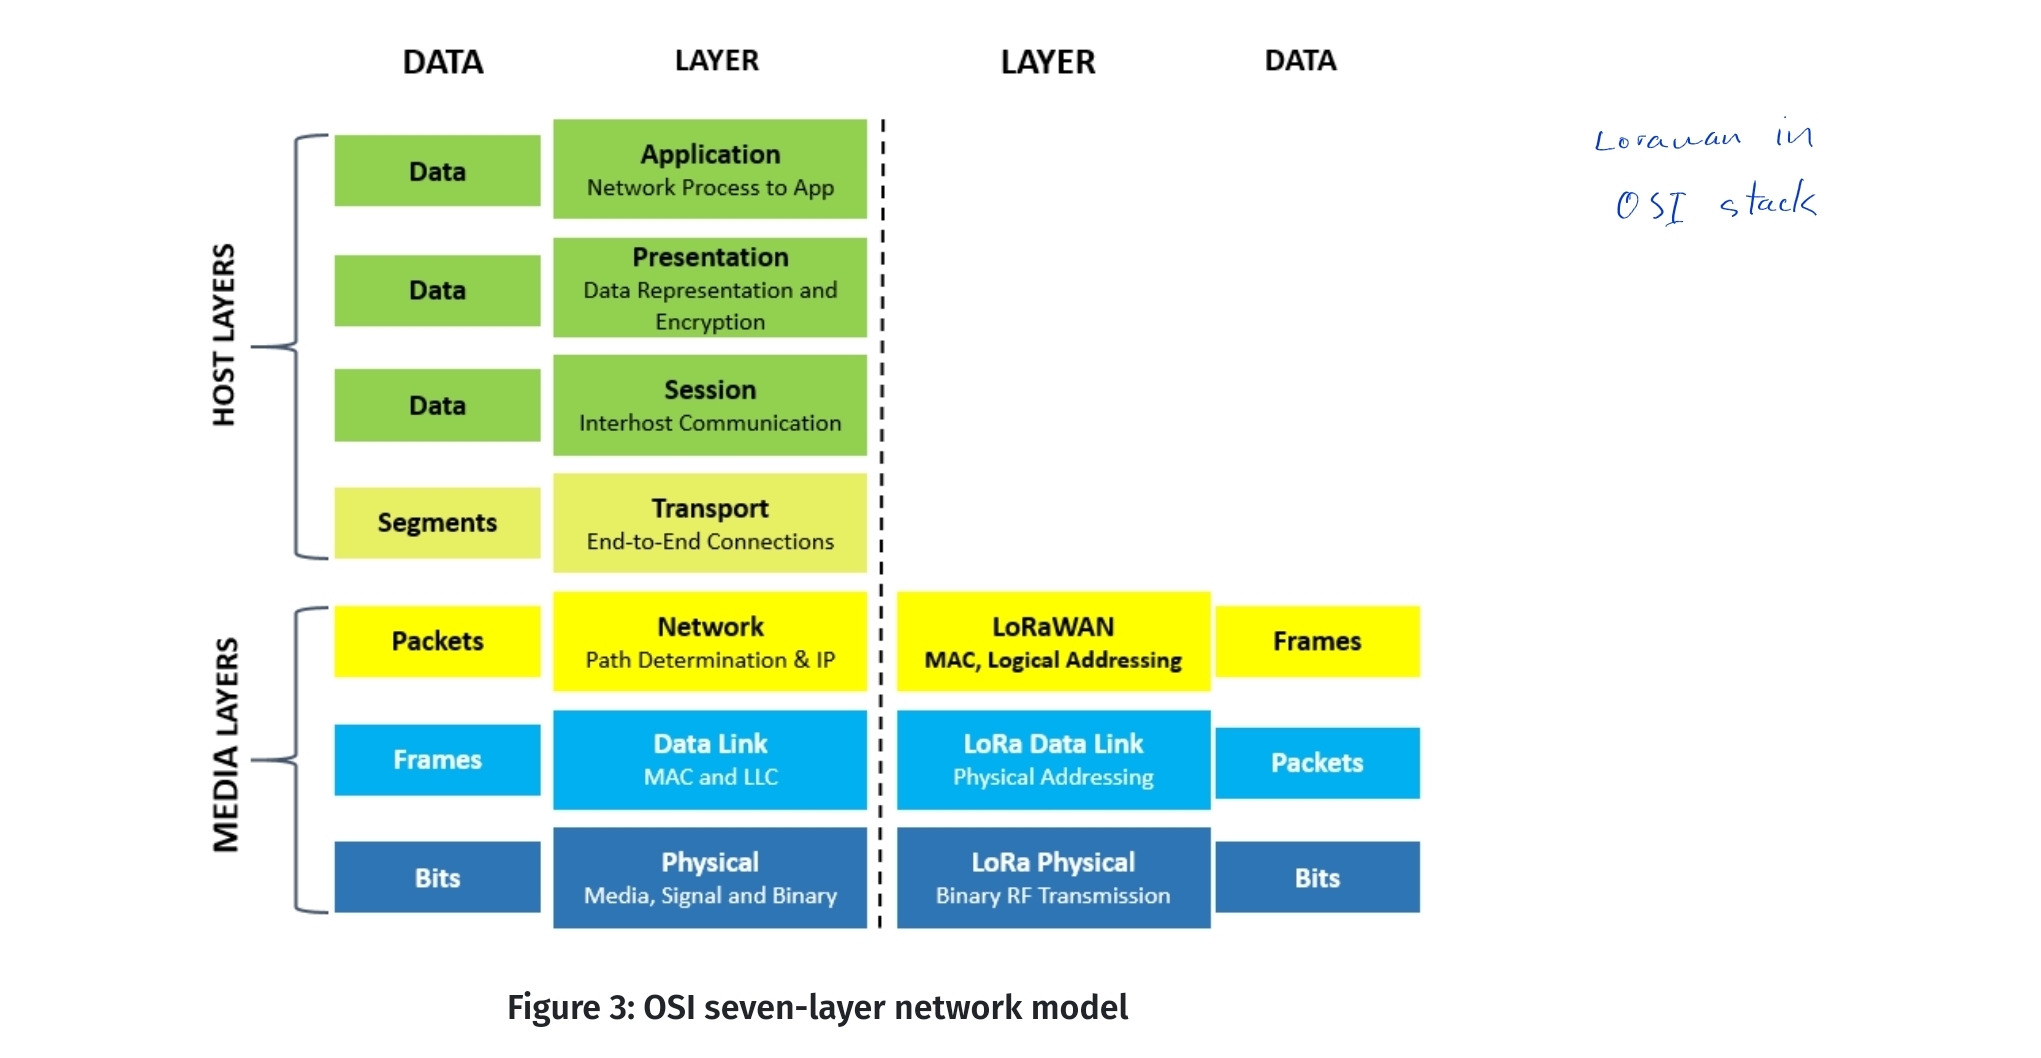 DATA LAYER LAYER DATA
Lorawan in
OSI stack
HOST LAYERS
Data
Application
Network Process to App
Data
Presentation
Data Representation and
Encryption
Data
Session
Interhost Communication
Segments
Transport
End-to-End Connections
MEDIA LAYERS
Packets
Network
Path Determination & IP
LoRaWAN
MAC, Logical Addressing
Frames
Frames
Data Link
MAC and LLC
LoRa Data Link
Physical Addressing
Packets
Bits
Physical
Media, Signal and Binary
LoRa Physical
Binary RF Transmission
Bits
Figure 3: OSI seven-layer network model